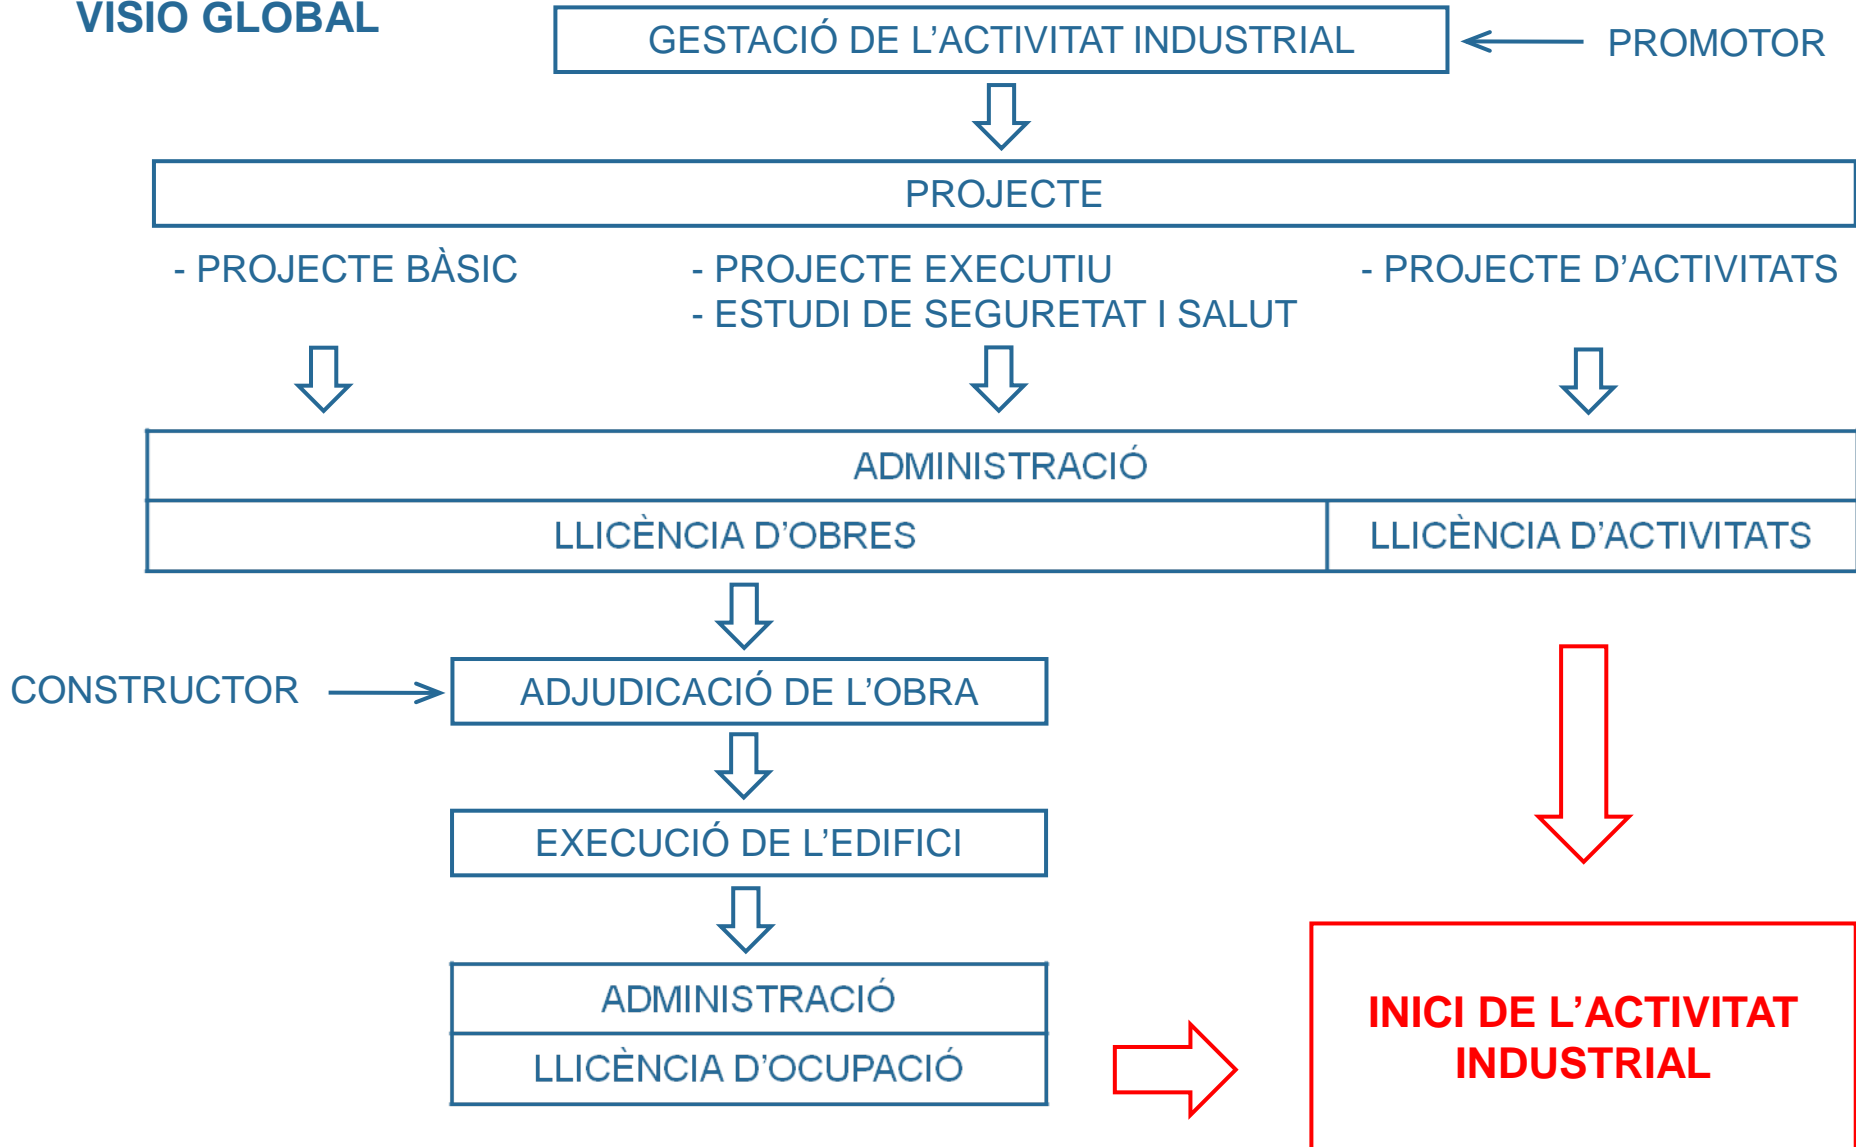 VISIO GLOBAL
GESTACIÓ DE L'ACTIVITAT INDUSTRIAL
PROMOTOR
PROJECTE
- PROJECTE BÀSIC
- PROJECTE EXECUTIU
- ESTUDI DE SEGURETAT I SALUT
- PROJECTE D'ACTIVITATS
ADMINISTRACIÓ
LLICÈNCIA D'OBRES
LLICÈNCIA D'ACTIVITATS
CONSTRUCTOR
ADJUDICACIÓ DE L'OBRA
EXECUCIÓ DE L'EDIFICI
ADMINISTRACIÓ
LLICÈNCIA D'OCUPACIÓ
INICI DE L'ACTIVITAT
INDUSTRIAL